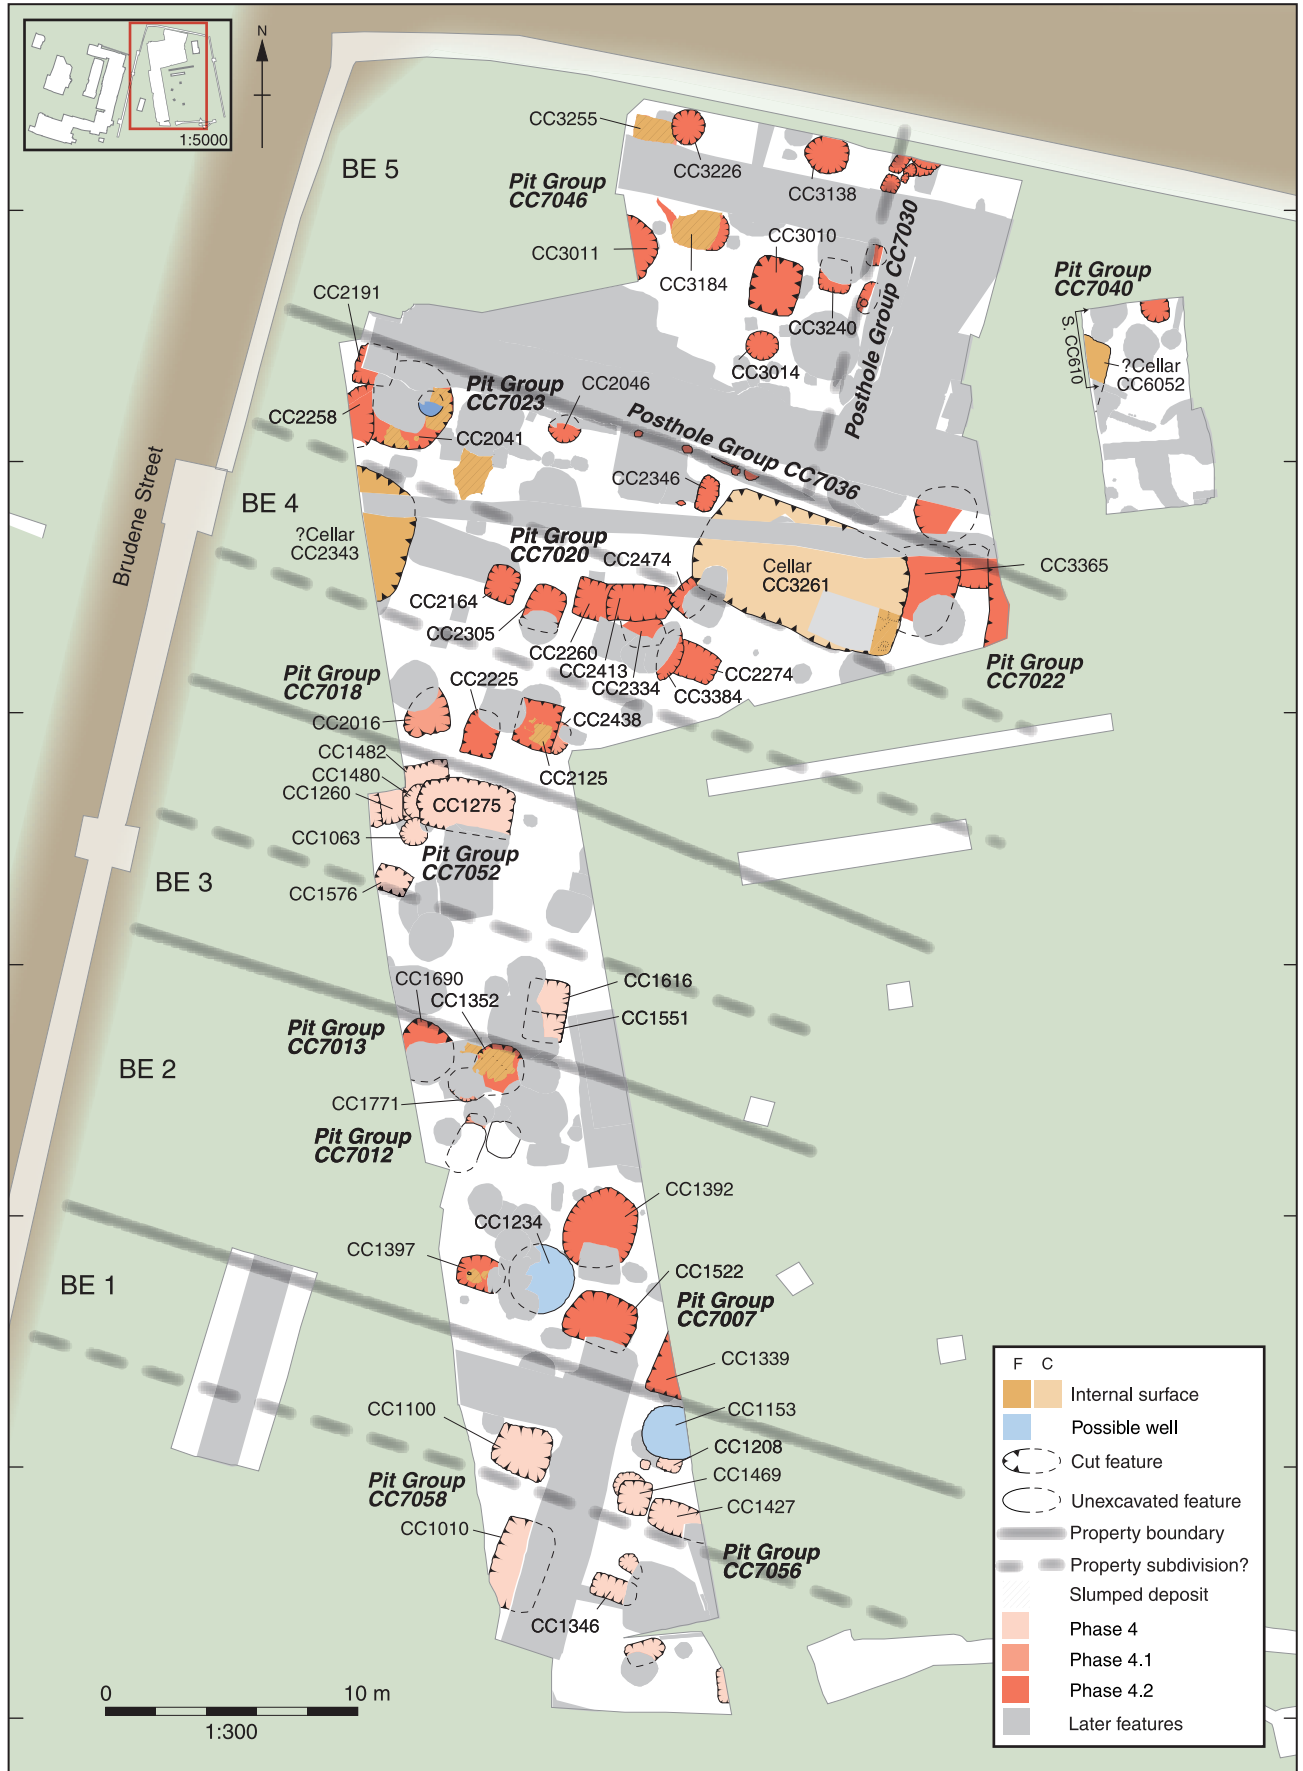 N
1:5000
BE 5
CC3255
CC3226
CC3138
Pit Group
CC7046
CC3011
CC3184
CC3010
CC3240
CC3014
Posthole Group CC7030
Pit Group
CC7040
S. CC610
?Cellar
CC6052
CC2191
CC2258
Pit Group
CC7023
CC2041
CC2046
Posthole Group CC7036
CC2346
Brudene Street
BE 4
?Cellar
CC2343
Pit Group
CC7020
CC2474
Cellar
CC3261
CC3365
CC2164
CC2305
CC2260
CC2413
CC2334
CC3384
CC2274
Pit Group
CC7022
Pit Group
CC7018
CC2225
CC2016
CC2438
CC2125
CC1482
CC1480
CC1260
CC1275
CC1063
Pit Group
CC7052
BE 3
CC1576
CC1690
CC1352
CC1616
CC1551
Pit Group
CC7013
BE 2
CC1771
Pit Group
CC7012
CC1392
CC1234
CC1397
BE 1
CC1522
Pit Group
CC7007
CC1339
CC1153
CC1100
CC1208
CC1469
Pit Group
CC7058
CC1427
CC1010
Pit Group
CC7056
CC1346
0 10 m
1:300
F C
Internal surface
Possible well
Cut feature
Unexcavated feature
Property boundary
Property subdivision?
Slumped deposit
Phase 4
Phase 4.1
Phase 4.2
Later features